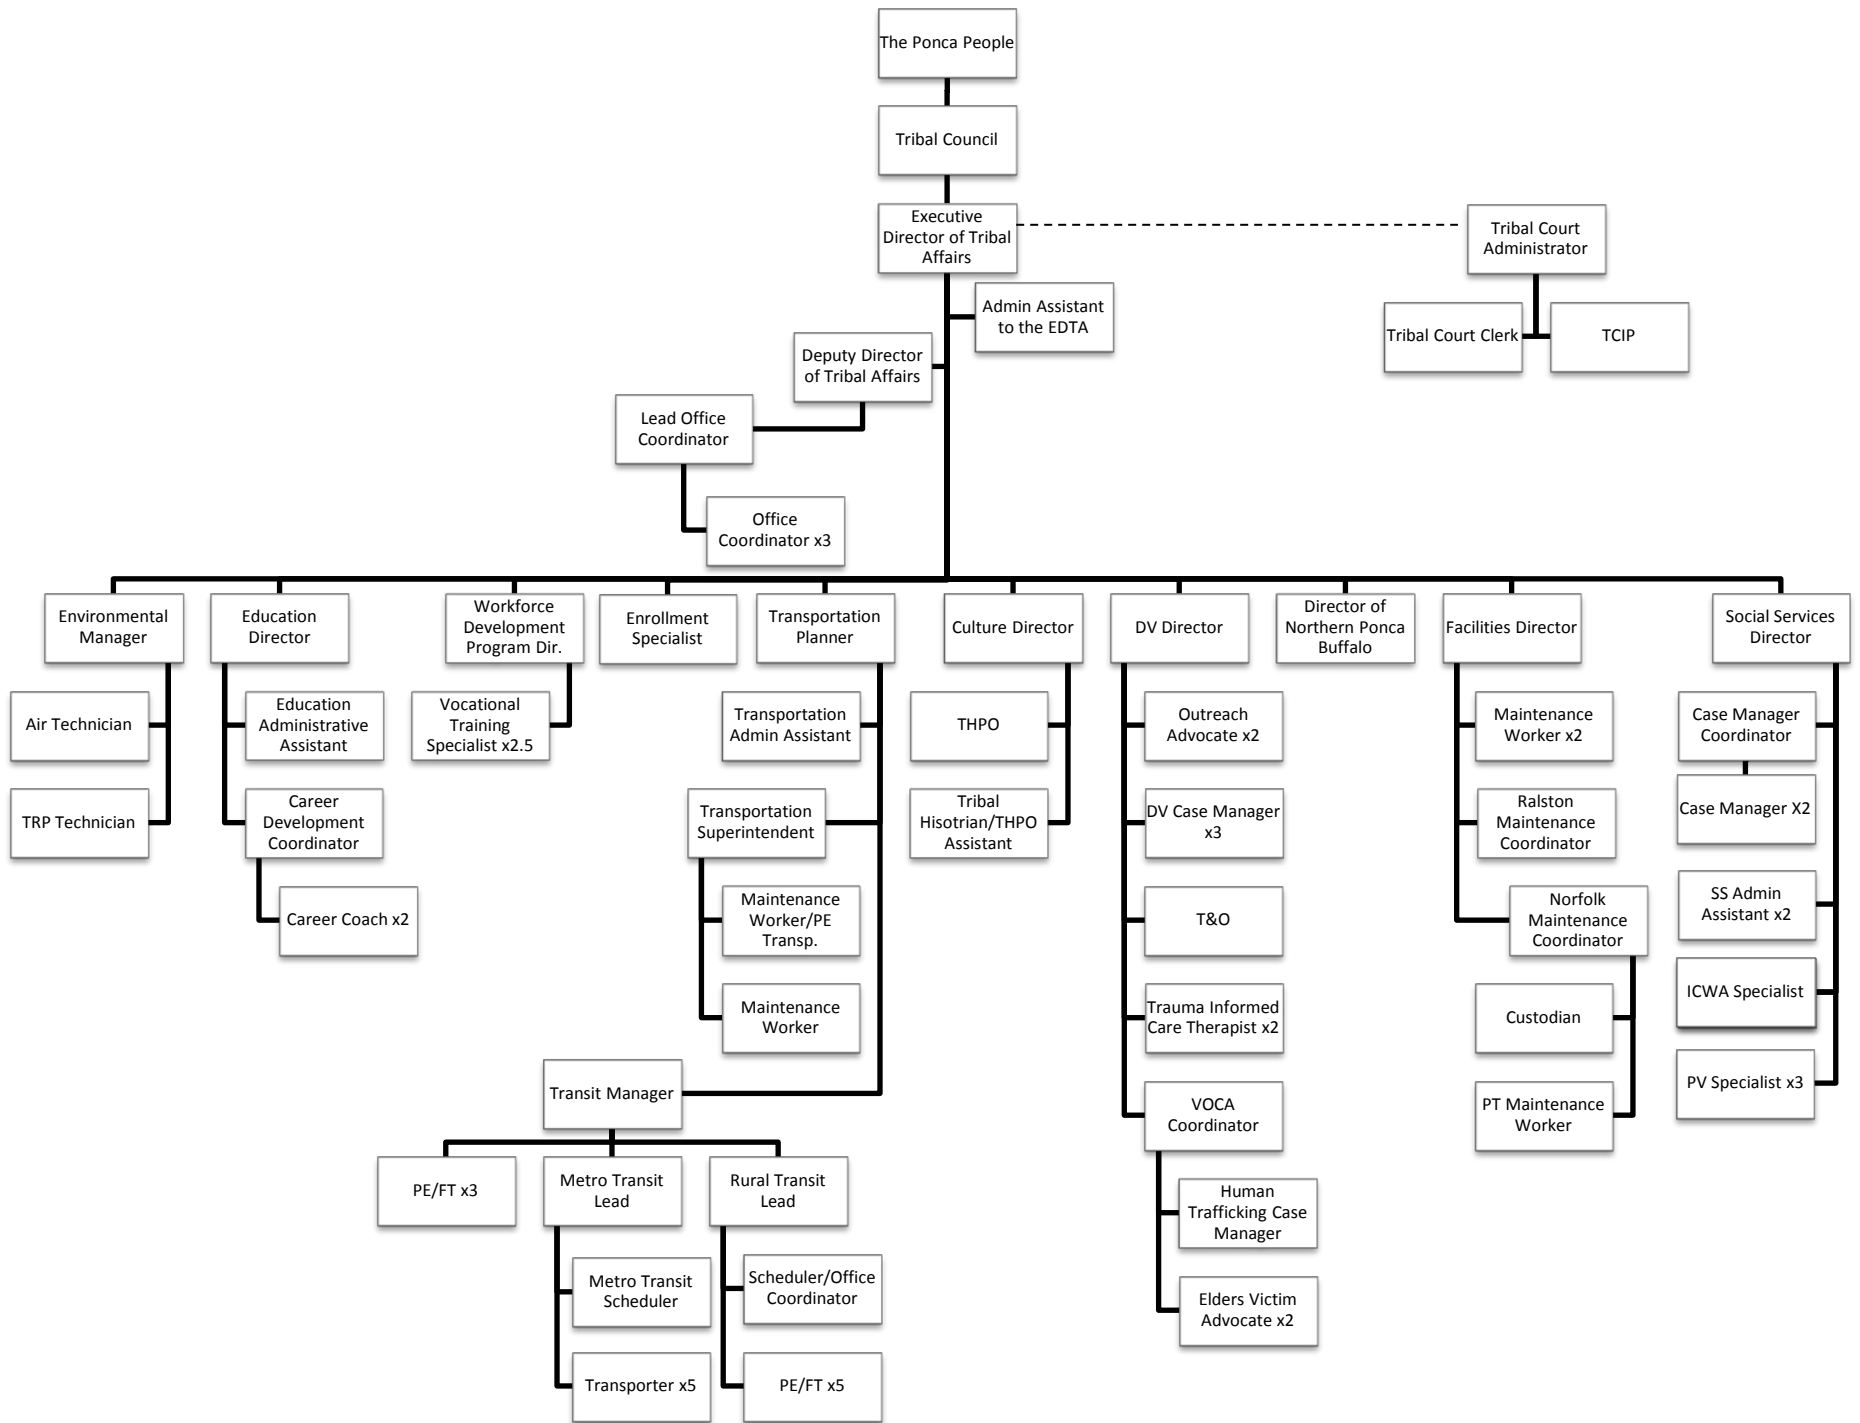 The Ponca People
Tribal Council
Executive
Director of Tribal
Affairs
Tribal Court
Administrator
Admin Assistant
to the EDTA
Tribal Court Clerk
TCIP
Deputy Director
of Tribal Affairs
Lead Office
Coordinator
Office
Coordinator x3
Environmental
Manager
Education
Director
Workforce
Development
Program Dir.
Enrollment
Specialist
Transportation
Planner
Culture Director
DV Director
Director of
Northern Ponca
Buffalo
Facilities Director
Social Services
Director
Air Technician
TRP Technician
Education
Administrative
Assistant
Career
Development
Coordinator
Career Coach x2
Vocational
Training
Specialist x2.5
Transportation
Admin Assistant
Transportation
Superintendent
Maintenance
Worker/PE
Transp.
Maintenance
Worker
Transit Manager
PE/FT x3
Metro Transit
Lead
Rural Transit
Lead
Metro Transit
Scheduler
Transporter x5
Scheduler/Office
Coordinator
PE/FT x5
THPO
Tribal
Hisotrian/THPO
Assistant
Outreach
Advocate x2
DV Case Manager
x3
T&O
Trauma Informed
Care Therapist x2
VOCA
Coordinator
Human
Trafficking Case
Manager
Elders Victim
Advocate x2
Maintenance
Worker x2
Ralston
Maintenance
Coordinator
Norfolk
Maintenance
Coordinator
Custodian
PT Maintenance
Worker
Case Manager
Coordinator
Case Manager X2
SS Admin
Assistant x2
ICWA Specialist
PV Specialist x3